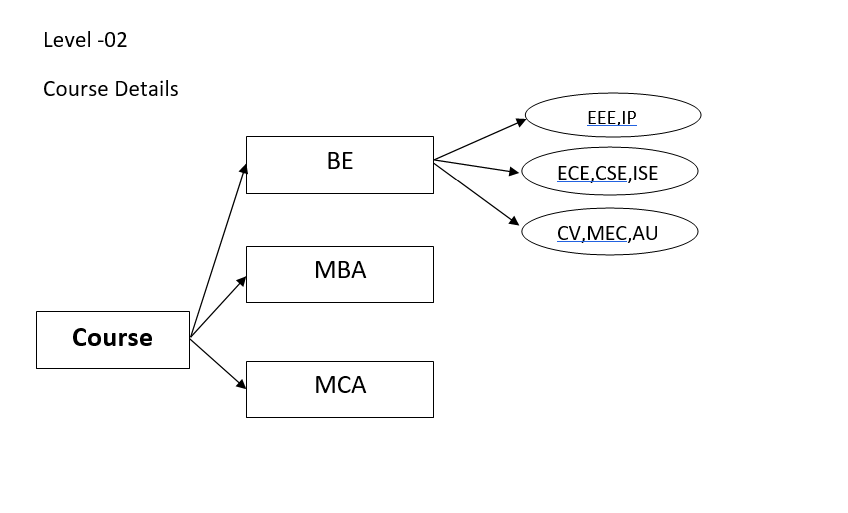 Level -02
Course Details
EEE,IP
BE
ECE,CSE,ISE
CV,MEC,AU
MBA
Course
MCA